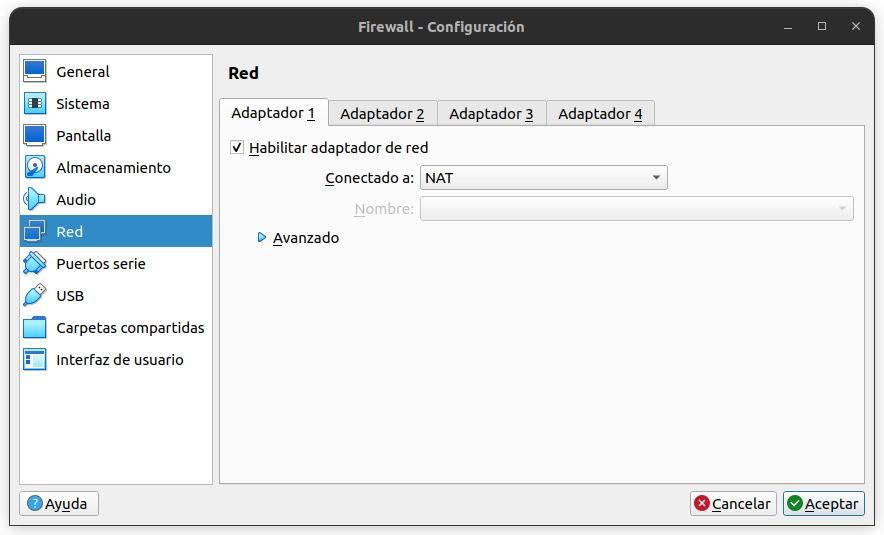 Firewall - Configuración
General
Sistema
Pantalla
Almacenamiento
Audio
Red
Puertos serie
USB
Carpetas compartidas
Interfaz de usuario
Red
Adaptador 1 Adaptador 2 Adaptador 3 Adaptador 4
Habilitar adaptador de red
Conectado a: NAT
Nombre:
Avanzado
Ayuda Cancelar Aceptar